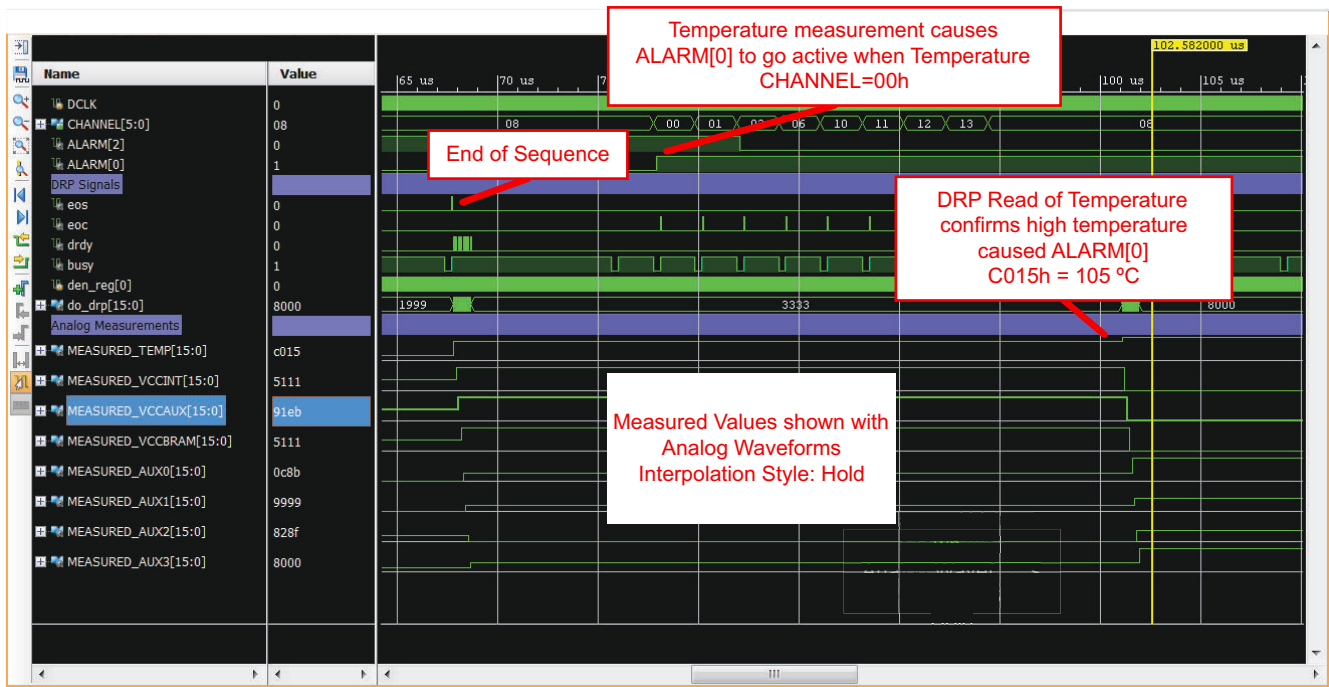 Temperature measurement causes
ALARM[0] to go active when Temperature
CHANNEL=00h
102.582000 us
Name Value
65 us 70 us 100 us 105 us
DCLK 0
CHANNEL[5:0] 08 08 00 01 02 06 10 11 12 13 08
ALARM[2] 0
End of Sequence
ALARM[0] 1
DRP Signals
eos 0
eoc 0
drdy 0
busy 1
den_reg[0] 0
DRP Read of Temperature
confirms high temperature
caused ALARM[0]
C015h = 105 ºC
do_drp[15:0] 8000 1999 3333 8000
Analog Measurements
MEASURED_TEMP[15:0] c015
MEASURED_VCCINT[15:0] 5111
MEASURED_VCCAUX[15:0] 91eb
MEASURED_VCCBRAM[15:0] 5111
Measured Values shown with
Analog Waveforms
Interpolation Style: Hold
MEASURED_AUX0[15:0] 0c8b
MEASURED_AUX1[15:0] 9999
MEASURED_AUX2[15:0] 828f
MEASURED_AUX3[15:0] 8000